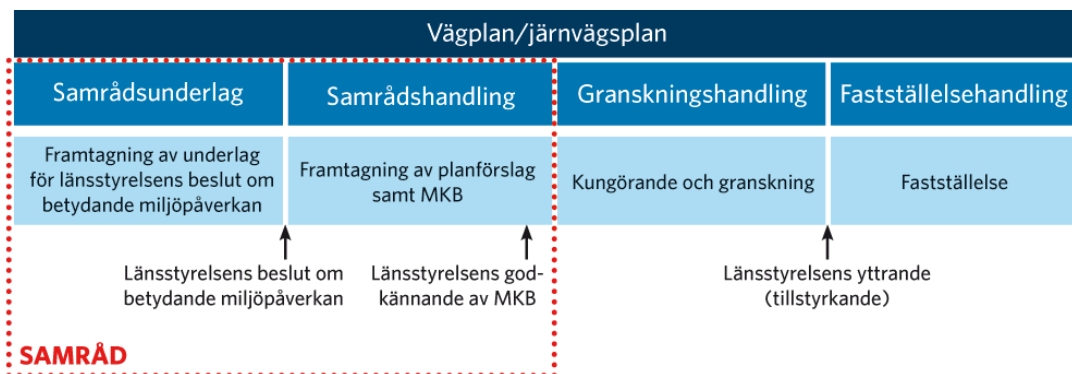 Vägplan/järnvägsplan
Samrådsunderlag
Samrådshandling
Granskningshandling
Fastställelsehandling
Framtagning av underlag
för länsstyrelsens beslut om
betydande miljöpåverkan
Framtagning av planförslag
samt MKB
Kungörande och granskning
Fastställelse
Länsstyrelsens beslut om
betydande miljöpåverkan
Länsstyrelsens god-
kännande av MKB
Länsstyrelsens yttrande
(tillstyrkande)
SAMRÅD